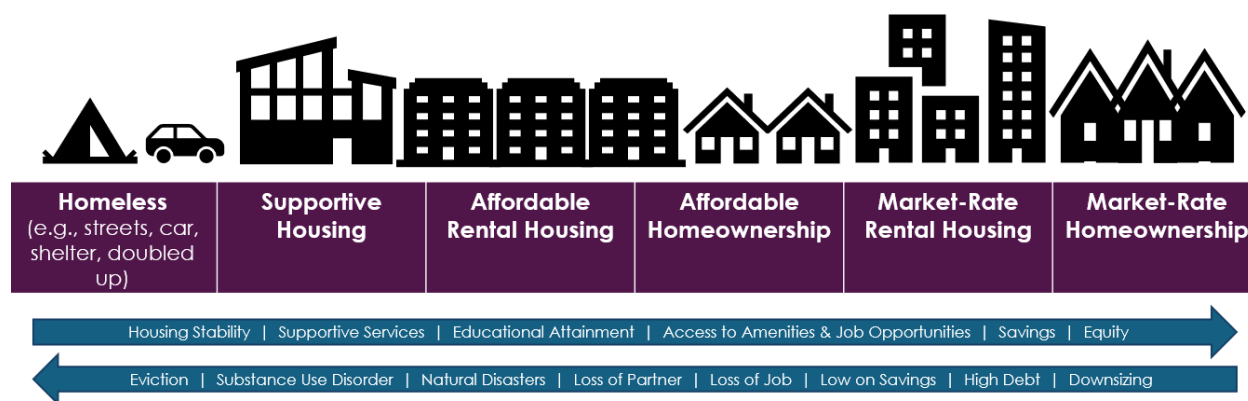 Homeless
(e.g., streets, car,
shelter, doubled
up)
Supportive
Housing
Affordable
Rental Housing
Affordable
Homeownership
Market-Rate
Rental Housing
Market-Rate
Homeownership
Housing Stability | Supportive Services | Educational Attainment | Access to Amenities & Job Opportunities | Savings | Equity
Eviction | Substance Use Disorder | Natural Disasters | Loss of Partner | Loss of Job | Low on Savings | High Debt | Downsizing